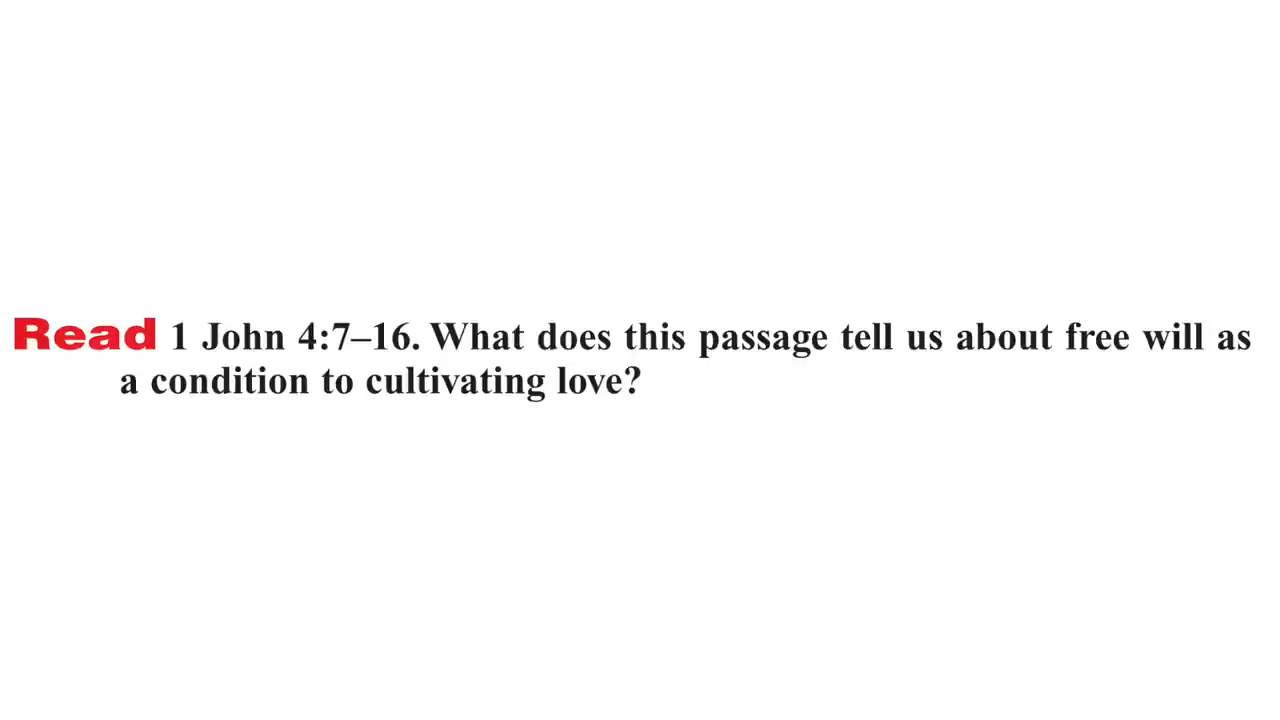 Read 1 John 4:7–16. What does this passage tell us about free will as
a condition to cultivating love?